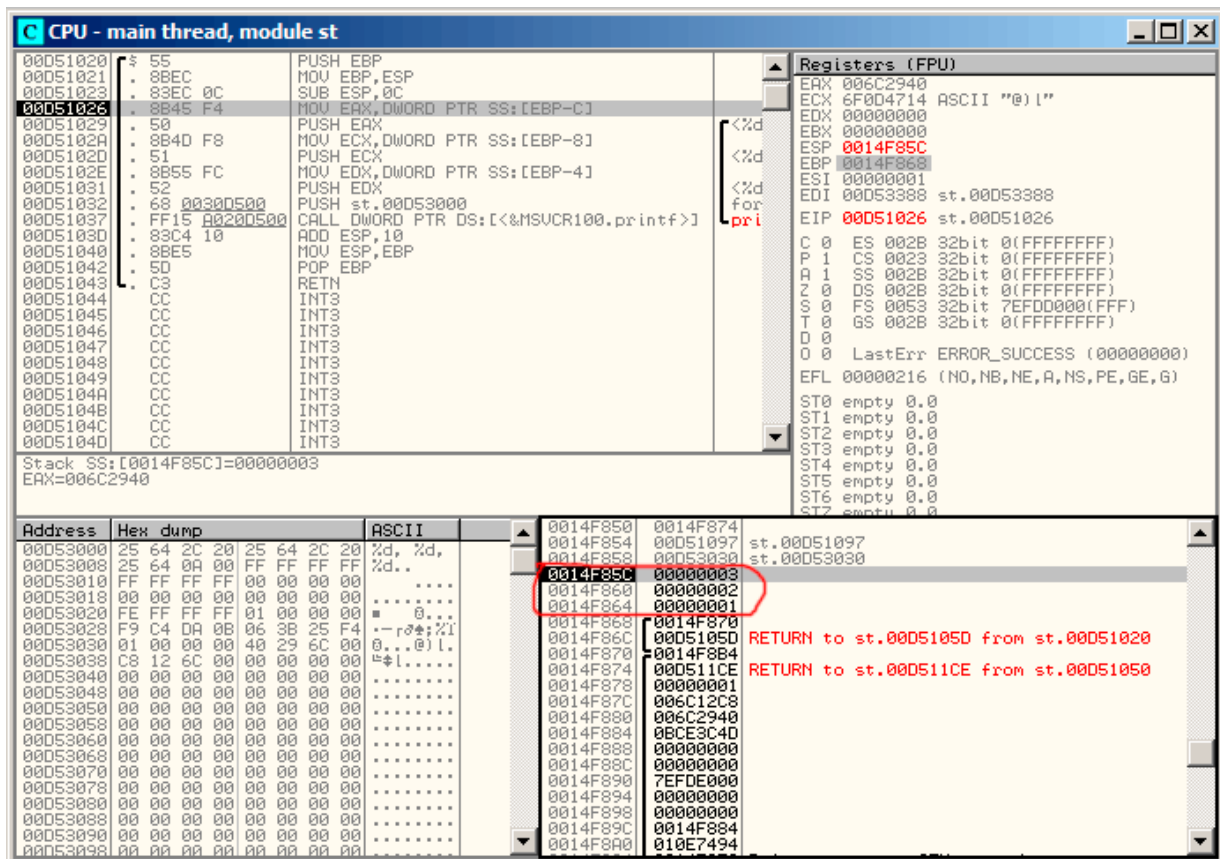 CPU - main thread, module st
00D51020 $ 55 PUSH EBP
00D51021 . 8BEC MOV EBP,ESP
00D51023 . 83EC 0C SUB ESP,0C
00D51026 . 8B45 F4 MOV EAX,DWORD PTR SS:[EBP-C]
00D51029 . 50 PUSH EAX <%d
00D5102A . 8B4D F8 MOV ECX,DWORD PTR SS:[EBP-8]
00D5102D . 51 PUSH ECX <%d
00D5102E . 8B55 FC MOV EDX,DWORD PTR SS:[EBP-4]
00D51031 . 52 PUSH EDX <%d
00D51032 . 68 0030D500 PUSH st.00D53000 for
00D51037 . FF15 A020D500 CALL DWORD PTR DS:[<&MSVCR100.printf>] pri
00D5103D . 83C4 10 ADD ESP,10
00D51040 . 8BE5 MOV ESP,EBP
00D51042 . 5D POP EBP
00D51043 . C3 RETN
00D51044 CC INT3
00D51045 CC INT3
00D51046 CC INT3
00D51047 CC INT3
00D51048 CC INT3
00D51049 CC INT3
00D5104A CC INT3
00D5104B CC INT3
00D5104C CC INT3
00D5104D CC INT3
Stack SS:[0014F85C]=00000003
EAX=006C2940
Registers (FPU)
EAX 006C2940
ECX 6F0D4714 ASCII "@)l"
EDX 00000000
EBX 00000000
ESP 0014F85C
EBP 0014F868
ESI 00000001
EDI 00D53388 st.00D53388
EIP 00D51026 st.00D51026
C 0 ES 002B 32bit 0(FFFFFFFF)
P 1 CS 0023 32bit 0(FFFFFFFF)
A 1 SS 002B 32bit 0(FFFFFFFF)
Z 0 DS 002B 32bit 0(FFFFFFFF)
S 0 FS 0053 32bit 7EFDD000(FFF)
T 0 GS 002B 32bit 0(FFFFFFFF)
D 0
O 0 LastErr ERROR_SUCCESS (00000000)
EFL 00000216 (NO,NB,NE,A,NS,PE,GE,G)
ST0 empty 0.0
ST1 empty 0.0
ST2 empty 0.0
ST3 empty 0.0
ST4 empty 0.0
ST5 empty 0.0
ST6 empty 0.0
ST7 empty 0.0
Address Hex dump ASCII
00D53000 25 64 2C 20 25 64 2C 20 %d, %d,
00D53008 25 64 0A 00 FF FF FF FF %d..
00D53010 FF FF FF FF 00 00 00 00 ....
00D53018 00 00 00 00 00 00 00 00 ........
00D53020 FE FF FF FF 01 00 00 00
00D53028 F9 C4 DA 0B 06 3B 25 F4
00D53030 01 00 00 00 40 29 6C 00 0...@)l.
00D53038 C8 12 6C 00 00 00 00 00
00D53040 00 00 00 00 00 00 00 00 ........
00D53048 00 00 00 00 00 00 00 00 ........
00D53050 00 00 00 00 00 00 00 00 ........
00D53058 00 00 00 00 00 00 00 00 ........
00D53060 00 00 00 00 00 00 00 00 ........
00D53068 00 00 00 00 00 00 00 00 ........
00D53070 00 00 00 00 00 00 00 00 ........
00D53078 00 00 00 00 00 00 00 00 ........
00D53080 00 00 00 00 00 00 00 00 ........
00D53088 00 00 00 00 00 00 00 00 ........
00D53090 00 00 00 00 00 00 00 00 ........
00D53098 00 00 00 00 00 00 00 00 ........
0014F850 0014F874
0014F854 00D51097 st.00D51097
0014F858 00D53030 st.00D53030
0014F85C 00000003
0014F860 00000002
0014F864 00000001
0014F868 0014F870
0014F86C 00D5105D RETURN to st.00D5105D from st.00D51020
0014F870 0014F8B4
0014F874 00D511CE RETURN to st.00D511CE from st.00D51050
0014F878 00000001
0014F87C 006C12C8
0014F880 006C2940
0014F884 0BCE3C4D
0014F888 00000000
0014F88C 00000000
0014F890 7EFDE000
0014F894 00000000
0014F898 00000000
0014F89C 0014F884
0014F8A0 010E7494